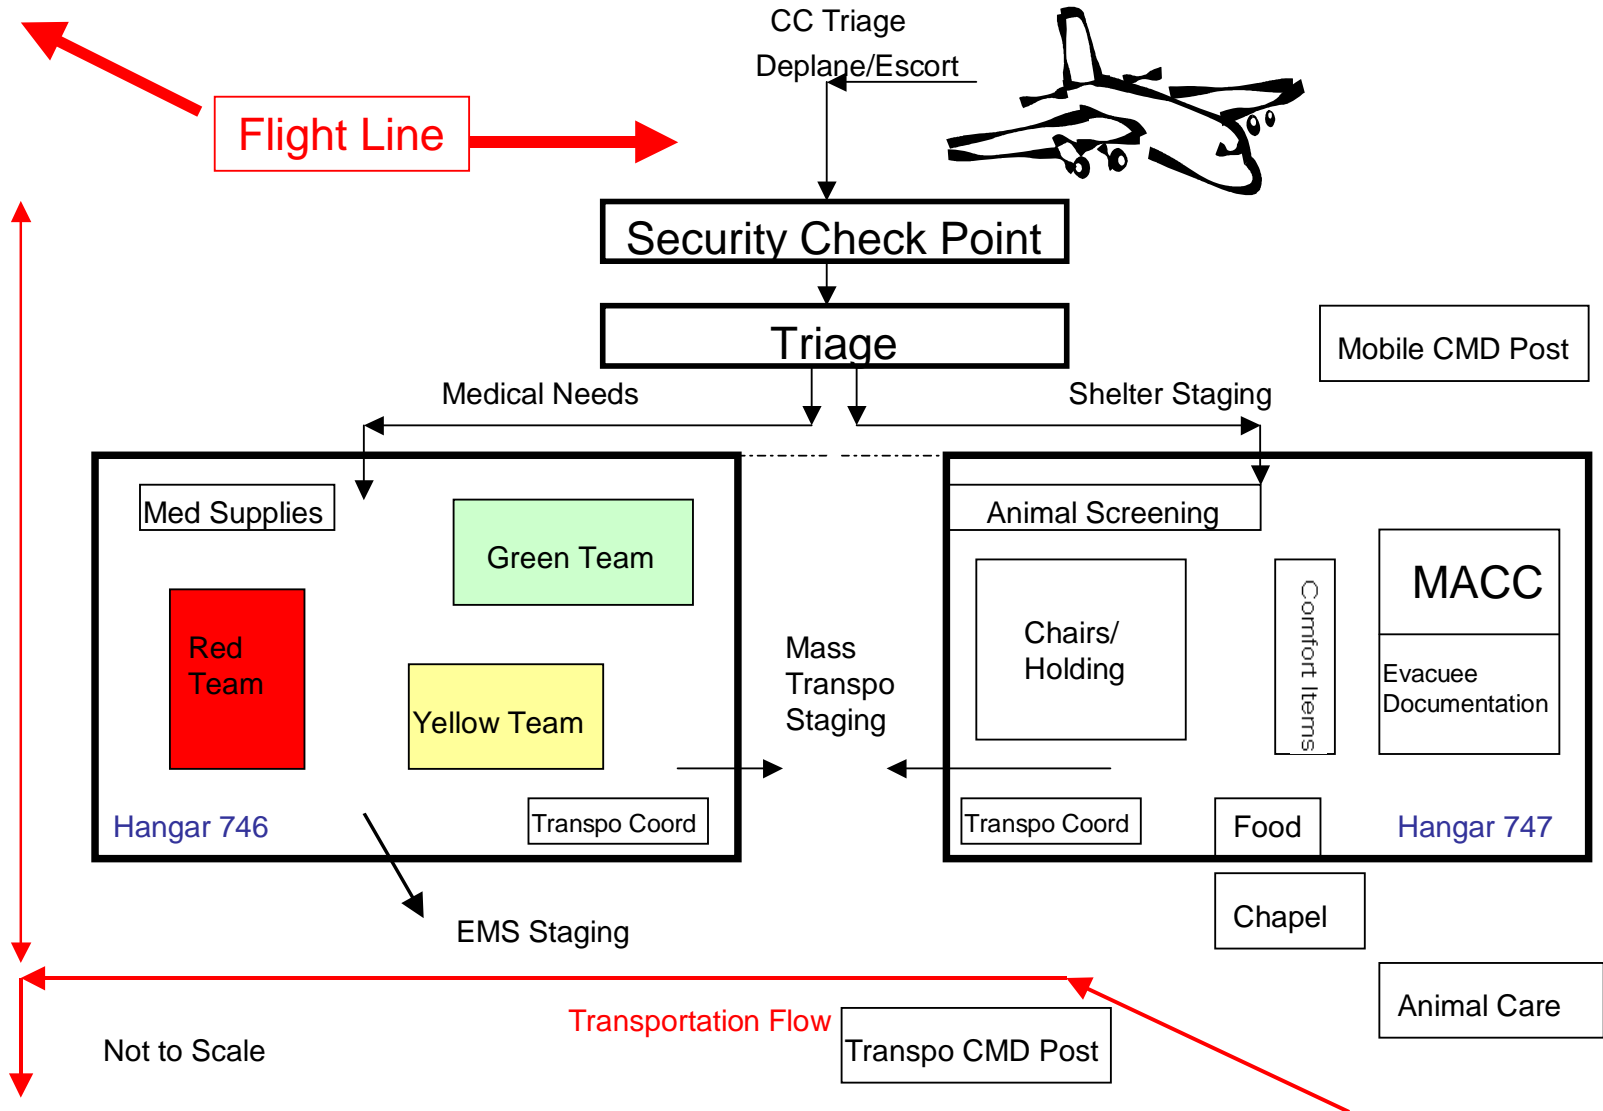 CC Triage
Deplane/Escort
Flight Line
Security Check Point
Triage
Mobile CMD Post
Medical Needs
Shelter Staging
Med Supplies
Green Team
Red
Team
Yellow Team
Hangar 746
Transpo Coord
Mass
Transpo
Staging
Animal Screening
Chairs/
Holding
Comfort Items
MACC
Evacuee
Documentation
Transpo Coord
Food
Hangar 747
Chapel
EMS Staging
Animal Care
Transportation Flow
Transpo CMD Post
Not to Scale